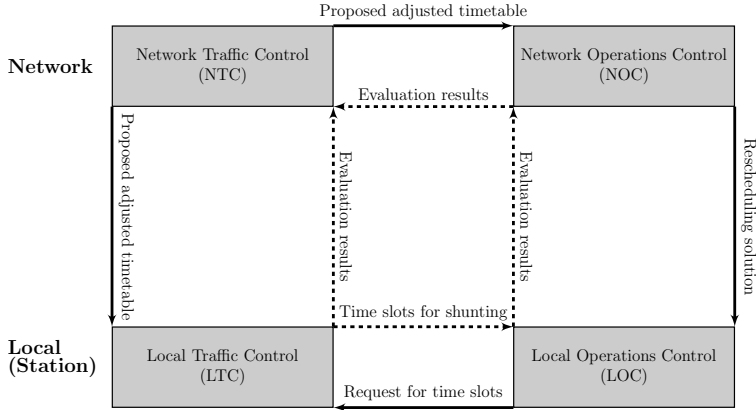 Proposed adjusted timetable
Network
Network Traffic Control
(NTC)
Network Operations Control
(NOC)
Evaluation results
Proposed adjusted timetable
Evaluation results
Evaluation results
Rescheduling solution
Time slots for shunting
Local
(Station)
Local Traffic Control
(LTC)
Local Operations Control
(LOC)
Request for time slots